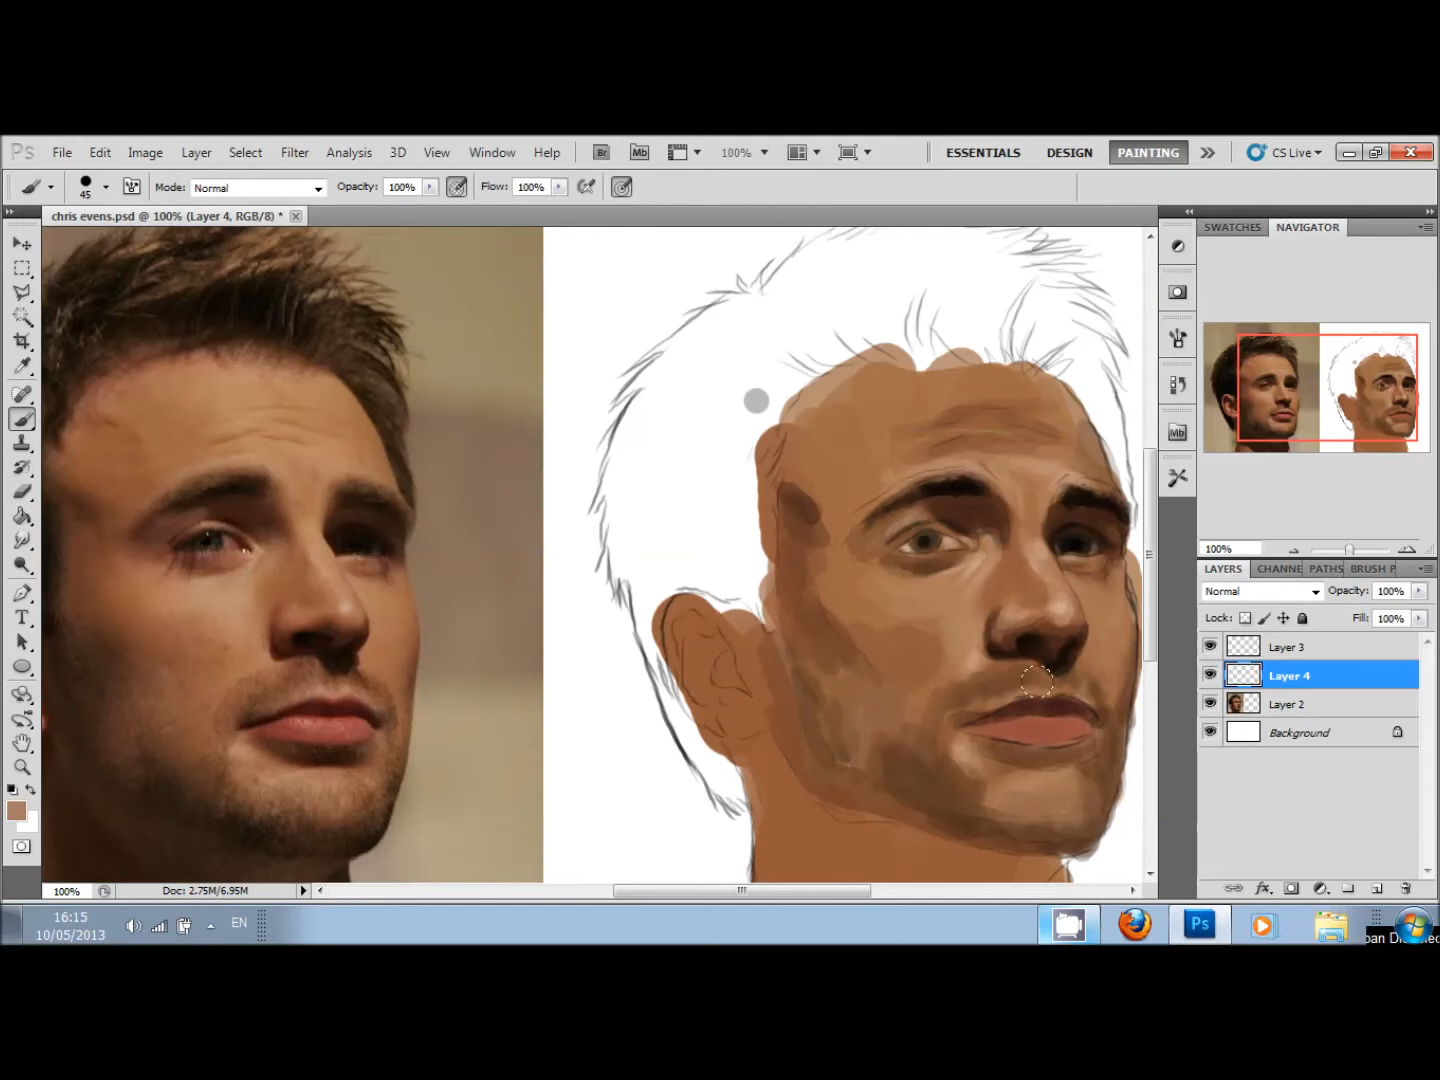 Ps File Edit Image Layer Select Filter Analysis 3D View Window Help Br Mb 100% ESSENTIALS DESIGN PAINTING CS Live
45 Mode: Normal Opacity: 100% Flow: 100%
chris evens.psd @ 100% (Layer 4, RGB/8) *
SWATCHES NAVIGATOR
Mb
T
100%
LAYERS CHANNE PATHS BRUSH P
Normal Opacity: 100%
Lock: Fill: 100%
Layer 3
Layer 4
Layer 2
Background
100% Doc: 2.75M/6.95M
16:15
10/05/2013
EN
Ps